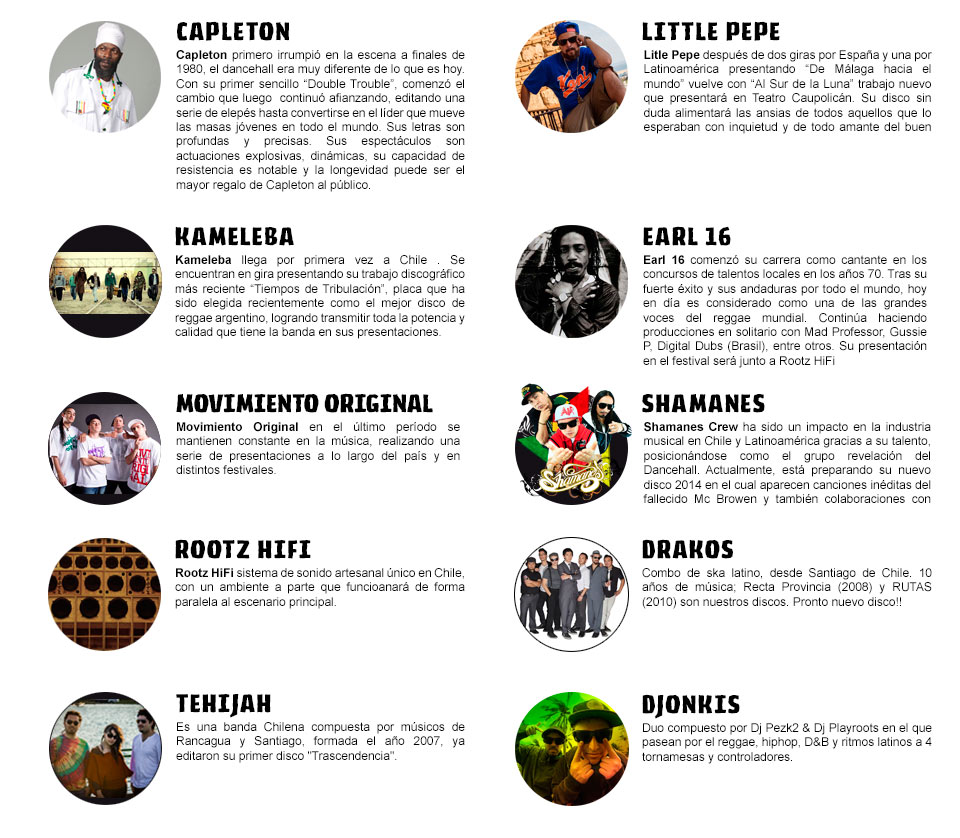 CAPLETON
Capleton primero irrumpió en la escena a finales de
1980, el dancehall era muy diferente de lo que es hoy.
Con su primer sencillo “Double Trouble”, comenzó el
cambio que luego continuó afianzando, editando una
serie de elepés hasta convertirse en el líder que mueve
las masas jóvenes en todo el mundo. Sus letras son
profundas y precisas. Sus espectáculos son
actuaciones explosivas, dinámicas, su capacidad de
resistencia es notable y la longevidad puede ser el
mayor regalo de Capleton al público.
LITTLE PEPE
Litle Pepe después de dos giras por España y una por
Latinoamérica presentando “De Málaga hacia el
mundo” vuelve con “Al Sur de la Luna” trabajo nuevo
que presentará en Teatro Caupolicán. Su disco sin
duda alimentará las ansias de todos aquellos que lo
esperaban con inquietud y de todo amante del buen
KAMELEBA
Kameleba llega por primera vez a Chile . Se
encuentran en gira presentando su trabajo discográfico
más reciente “Tiempos de Tribulación”, placa que ha
sido elegida recientemente como el mejor disco de
reggae argentino, logrando transmitir toda la potencia y
calidad que tiene la banda en sus presentaciones.
EARL 16
Earl 16 comenzó su carrera como cantante en los
concursos de talentos locales en los años 70. Tras su
fuerte éxito y sus andaduras por todo el mundo, hoy
en día es considerado como una de las grandes
voces del reggae mundial. Continúa haciendo
producciones en solitario con Mad Professor, Gussie
P, Digital Dubs (Brasil), entre otros. Su presentación
en el festival será junto a Rootz HiFi
MOVIMIENTO ORIGINAL
Movimiento Original en el último período se
mantienen constante en la música, realizando una
serie de presentaciones a lo largo del país y en
distintos festivales.
SHAMANES
Shamanes Crew ha sido un impacto en la industria
musical en Chile y Latinoamérica gracias a su talento,
posicionándose como el grupo revelación del
Dancehall. Actualmente, está preparando su nuevo
disco 2014 en el cual aparecen canciones inéditas del
fallecido Mc Browen y también colaboraciones con
Shamanes
ROOTZ HIFI
Rootz HiFi sistema de sonido artesanal único en Chile,
con un ambiente a parte que funcioanará de forma
paralela al escenario principal.
DRAKOS
Combo de ska latino, desde Santiago de Chile. 10
años de música; Recta Provincia (2008) y RUTAS
(2010) son nuestros discos. Pronto nuevo disco!!
TEHIJAH
Es una banda Chilena compuesta por músicos de
Rancagua y Santiago, formada el año 2007, ya
editaron su primer disco "Trascendencia".
DJONKIS
Duo compuesto por Dj Pezk2 & Dj Playroots en el que
pasean por el reggae, hiphop, D&B y ritmos latinos a 4
tornamesas y controladores.